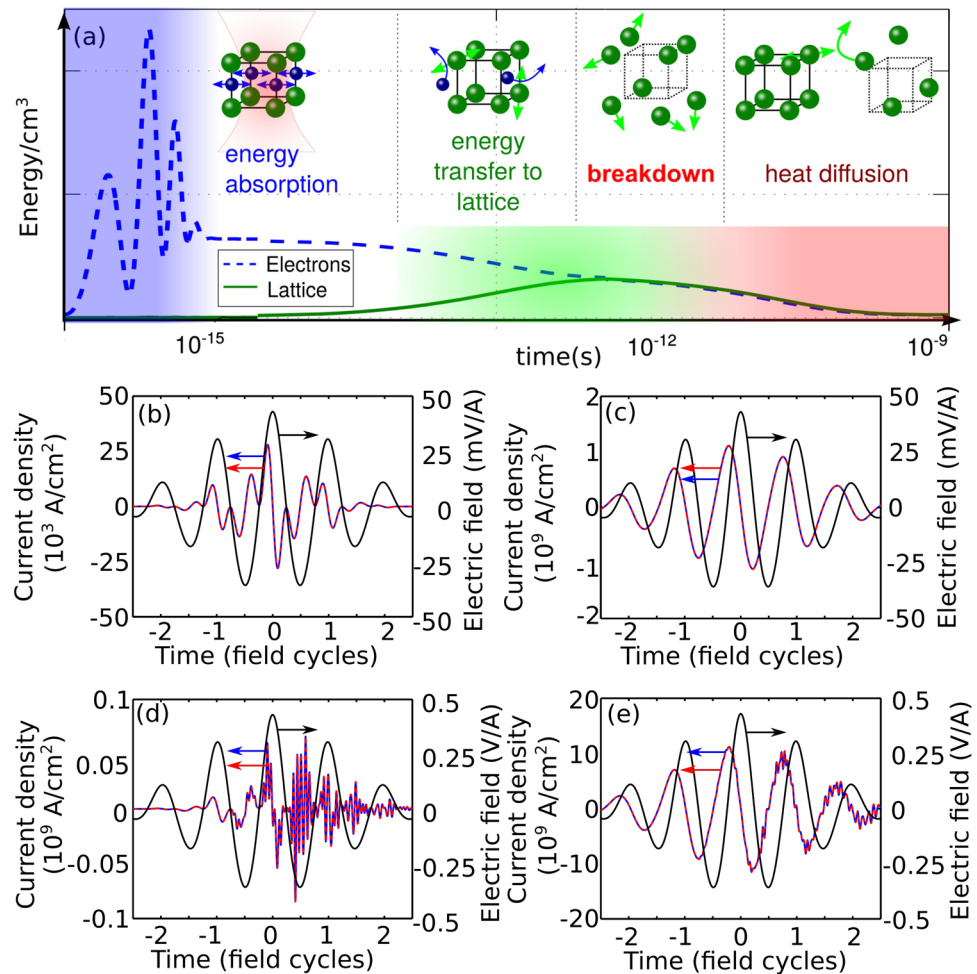 (a)
Energy/cm³
energy
absorption
energy
transfer to
lattice
breakdown
heat diffusion
Electrons
Lattice
10⁻¹⁵
10⁻¹²
10⁻⁹
time(s)
(b)
50
25
0
-25
-50
Current density
(10³ A/cm²)
50
25
0
-25
-50
Electric field (mV/A)
-2 -1 0 1 2
Time (field cycles)
(c)
2
1
0
-1
-2
Current density
(10⁹ A/cm²)
50
25
0
-25
-50
Electric field (mV/A)
-2 -1 0 1 2
Time (field cycles)
(d)
0.1
0.05
0
-0.05
-0.1
Current density
(10⁹ A/cm²)
0.5
0.25
0
-0.25
-0.5
Electric field (V/A)
-2 -1 0 1 2
Time (field cycles)
(e)
20
10
0
-10
-20
Current density
(10⁹ A/cm²)
0.5
0.25
0
-0.25
-0.5
Electric field (V/A)
-2 -1 0 1 2
Time (field cycles)